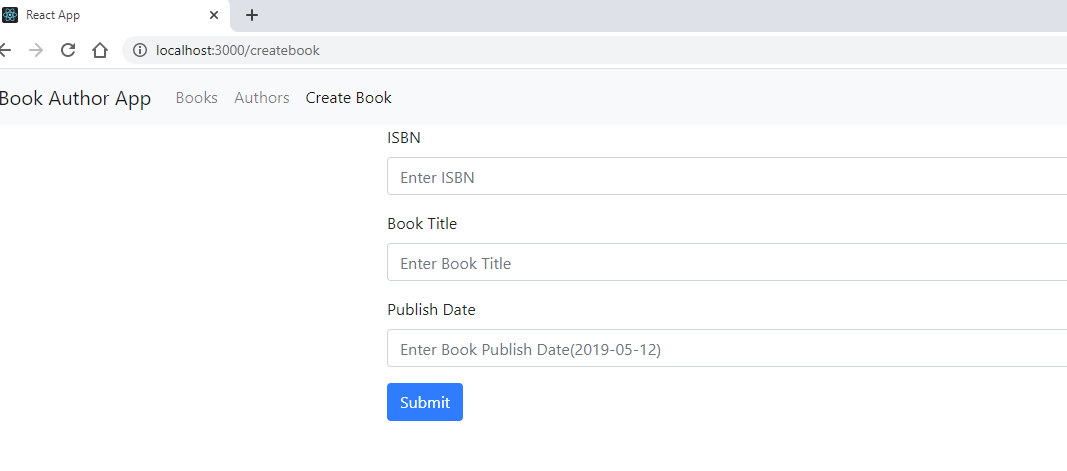 React App
localhost:3000/createbook
Book Author App Books Authors Create Book
ISBN
Enter ISBN
Book Title
Enter Book Title
Publish Date
Enter Book Publish Date(2019-05-12)
Submit